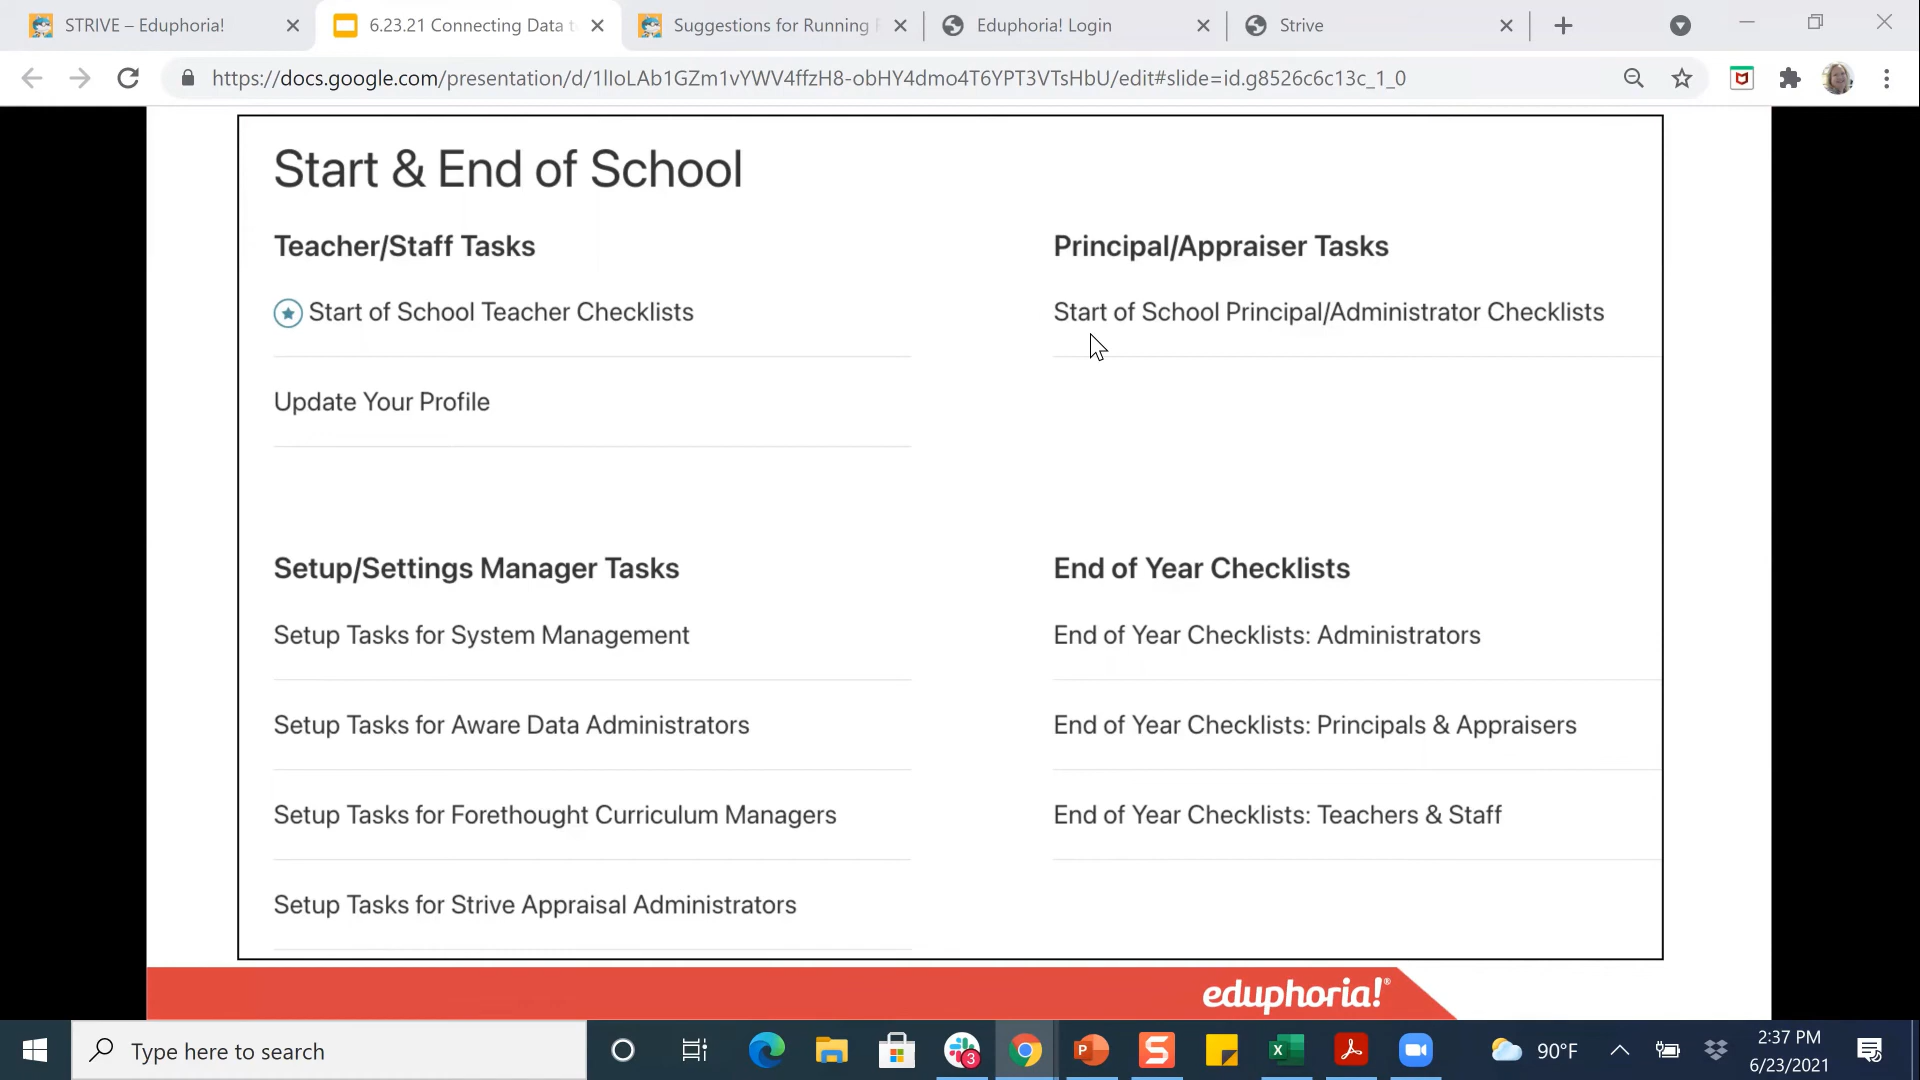 STRIVE – Eduphoria!
6.23.21 Connecting Data t
Suggestions for Running
Eduphoria! Login
Strive
https://docs.google.com/presentation/d/1lIoLAb1GZm1vYWV4ffzH8-obHY4dmo4T6YPT3VTsHbU/edit#slide=id.g8526c6c13c_1_0
Start & End of School
Teacher/Staff Tasks
Start of School Teacher Checklists
Update Your Profile
Principal/Appraiser Tasks
Start of School Principal/Administrator Checklists
Setup/Settings Manager Tasks
Setup Tasks for System Management
Setup Tasks for Aware Data Administrators
Setup Tasks for Forethought Curriculum Managers
Setup Tasks for Strive Appraisal Administrators
End of Year Checklists
End of Year Checklists: Administrators
End of Year Checklists: Principals & Appraisers
End of Year Checklists: Teachers & Staff
eduphoria!®
Type here to search
3
90°F
2:37 PM
6/23/2021